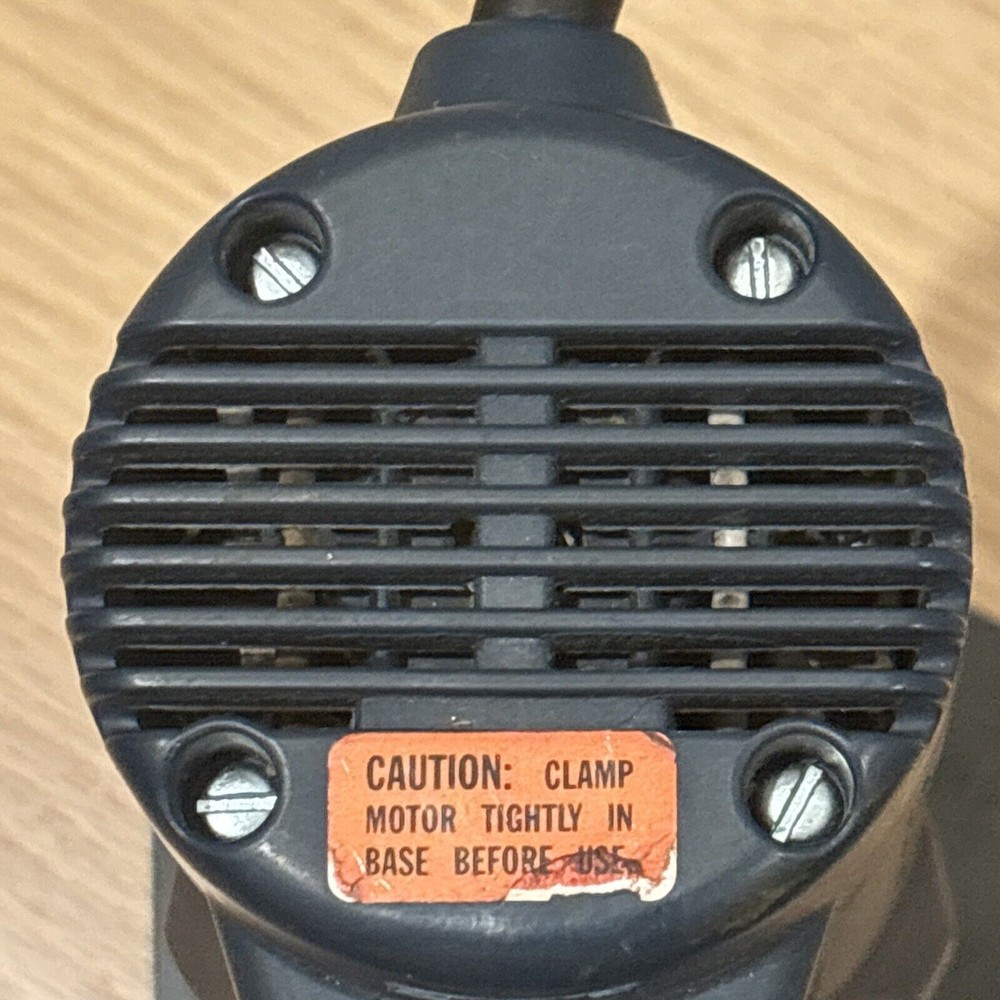 CAUTION: CLAMP
MOTOR TIGHTLY IN
BASE BEFORE USE.